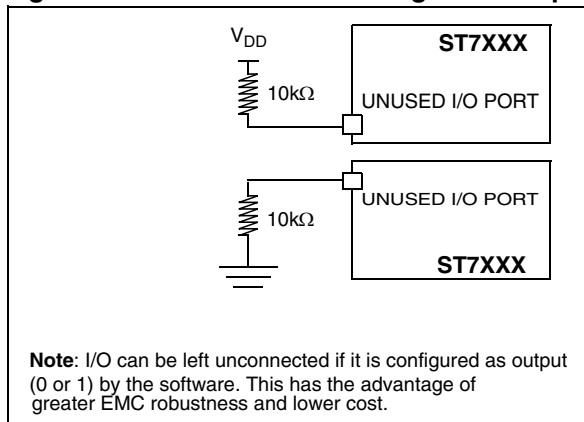 V_DD
ST7XXX
10kΩ
UNUSED I/O PORT
UNUSED I/O PORT
10kΩ
ST7XXX
Note: I/O can be left unconnected if it is configured as output
(0 or 1) by the software. This has the advantage of
greater EMC robustness and lower cost.